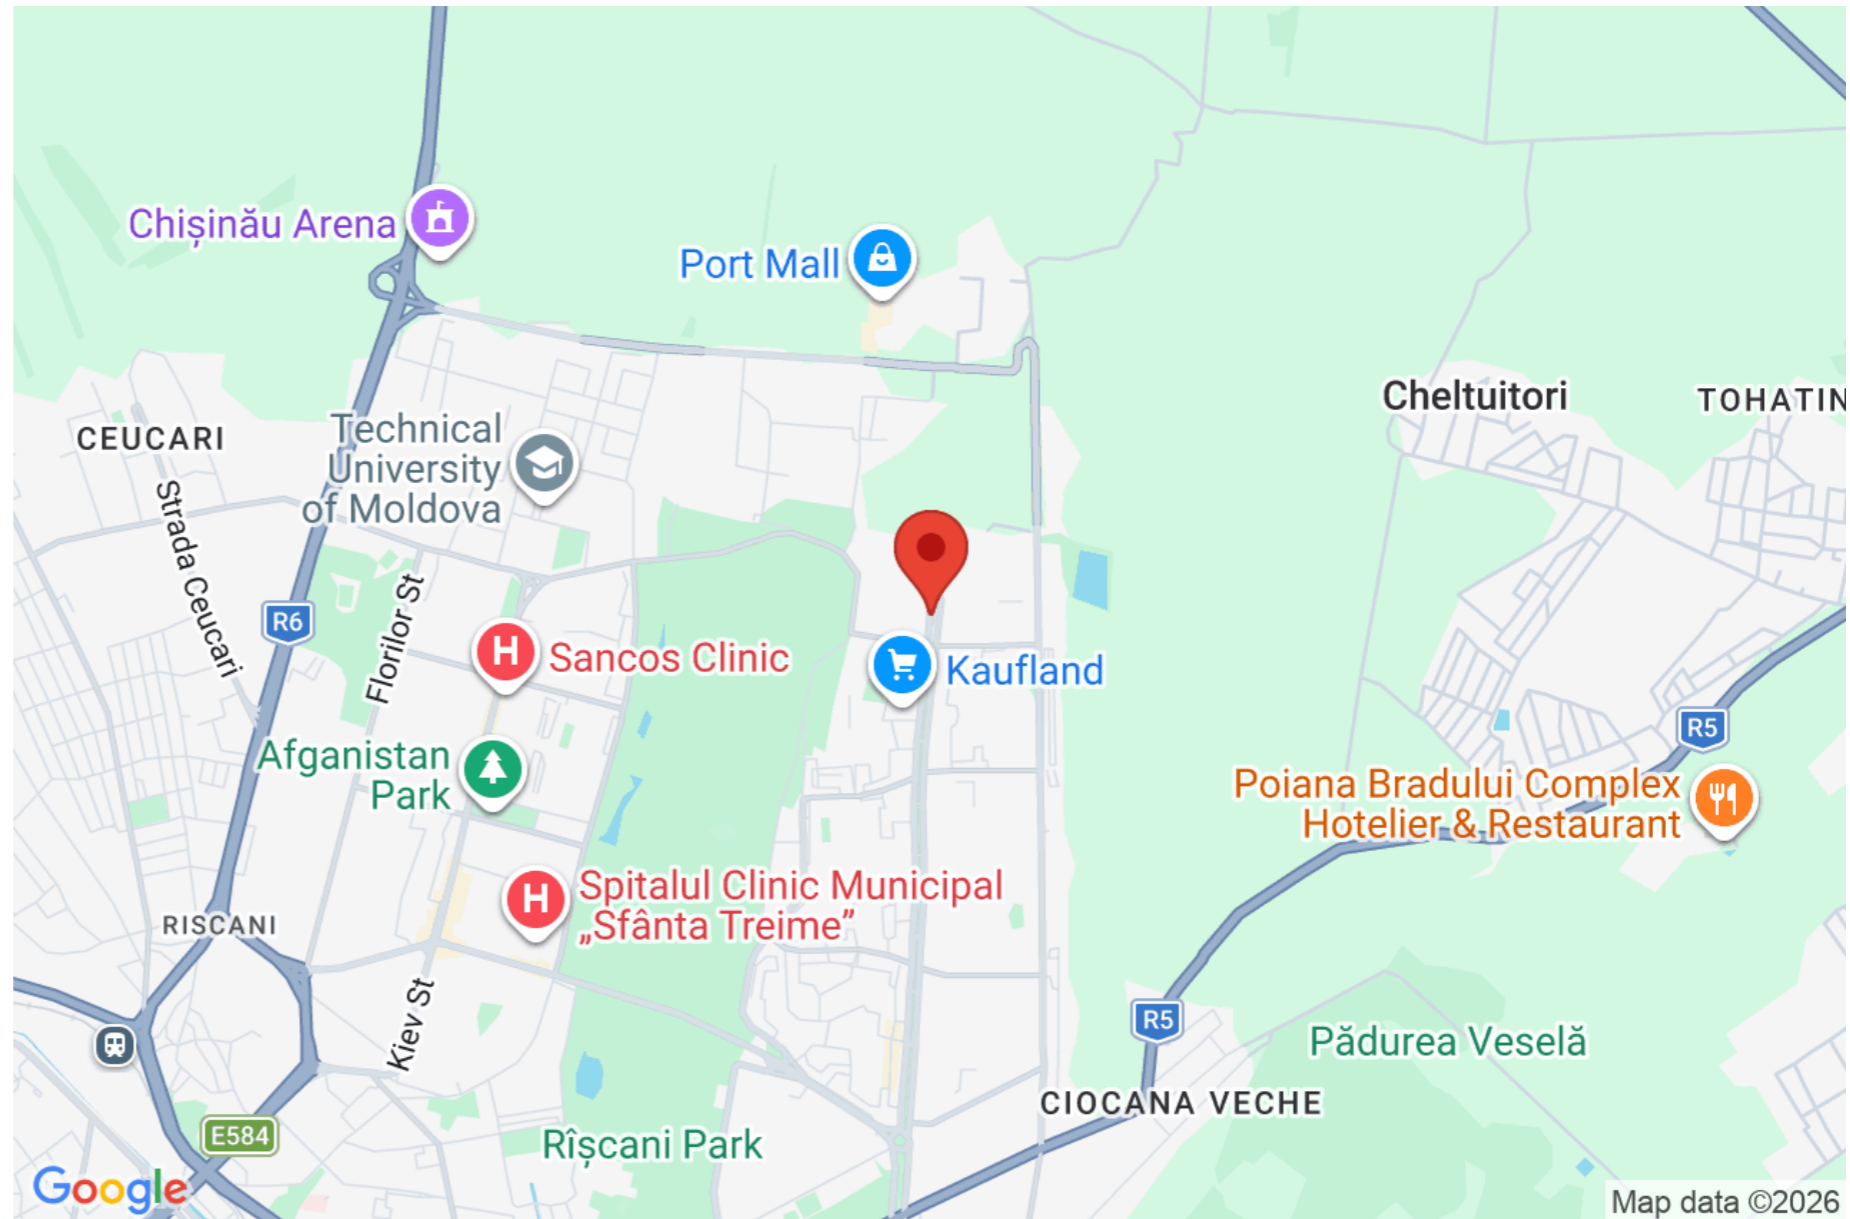 Chișinău Arena
Port Mall
Cheltuitori
TOHATIN
CEUCARI
Technical
University
of Moldova
Strada Ceucari
Florilor St
R6
Sancos Clinic
Kaufland
R5
Afganistan
Park
Poiana Bradului Complex
Hotelier & Restaurant
Spitalul Clinic Municipal
„Sfânta Treime”
RISCANI
Kiev St
R5
Pădurea Veselă
CIOCANA VECHE
E584
Rîșcani Park
Google
Map data ©2026